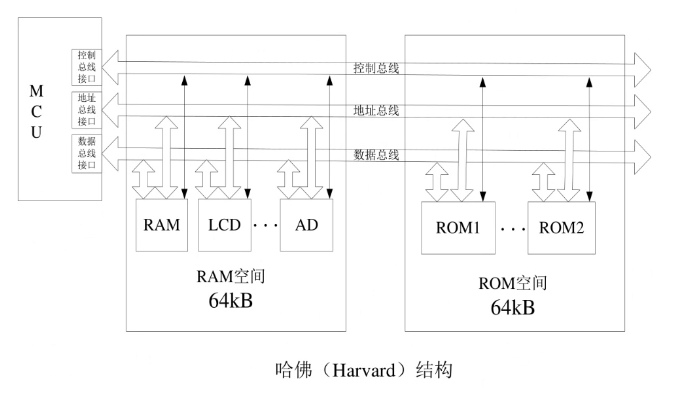 MCU
控制
总线
接口
地址
总线
接口
数据
总线
接口
控制总线
地址总线
数据总线
RAM
LCD
···
AD
RAM空间
64kB
ROM1
···
ROM2
ROM空间
64kB
哈佛（Harvard）结构